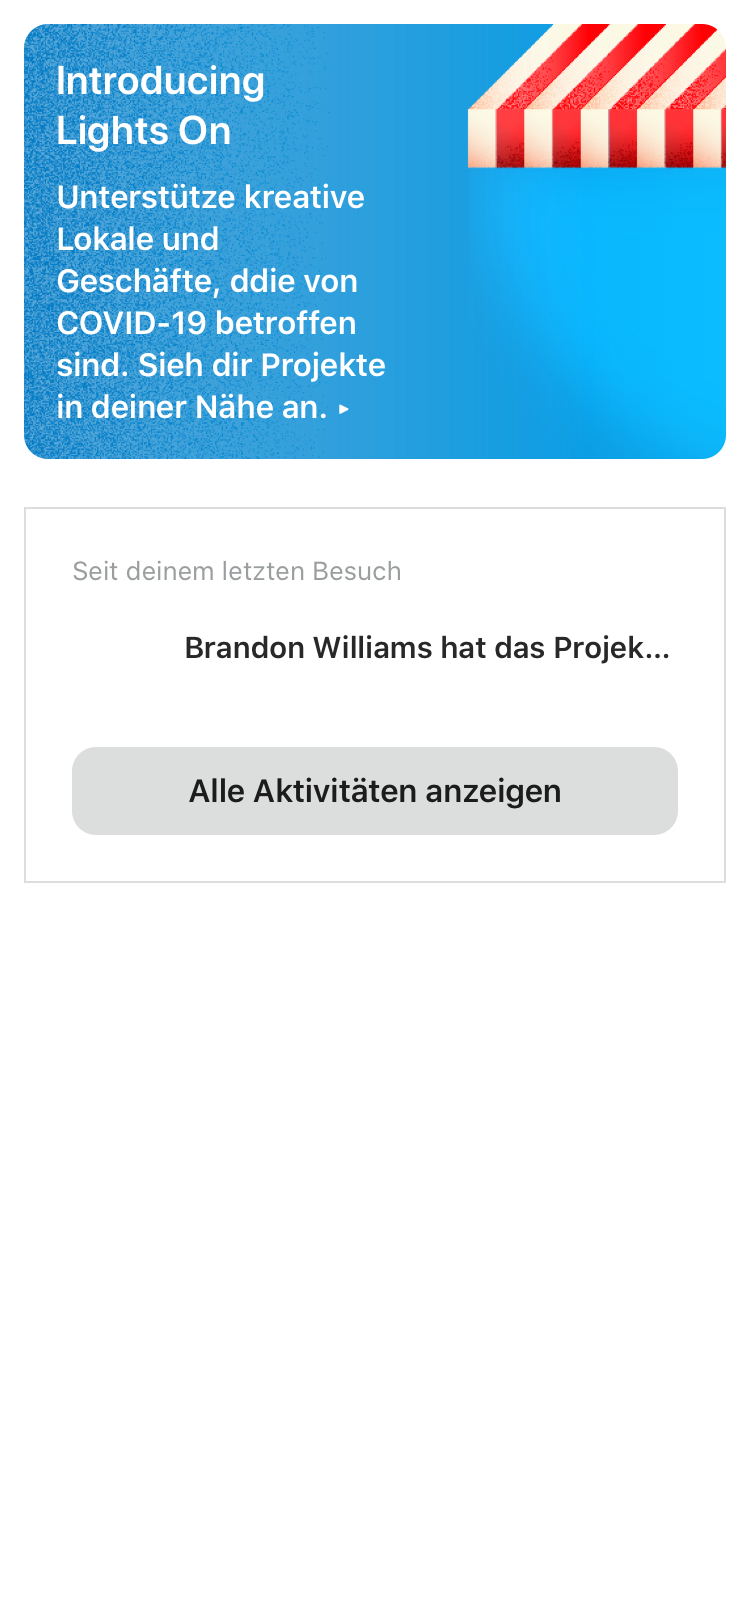 Introducing
Lights On
Unterstütze kreative
Lokale und
Geschäfte, ddie von
COVID-19 betroffen
sind. Sieh dir Projekte
in deiner Nähe an. ▸
Seit deinem letzten Besuch
Brandon Williams hat das Projek...
Alle Aktivitäten anzeigen